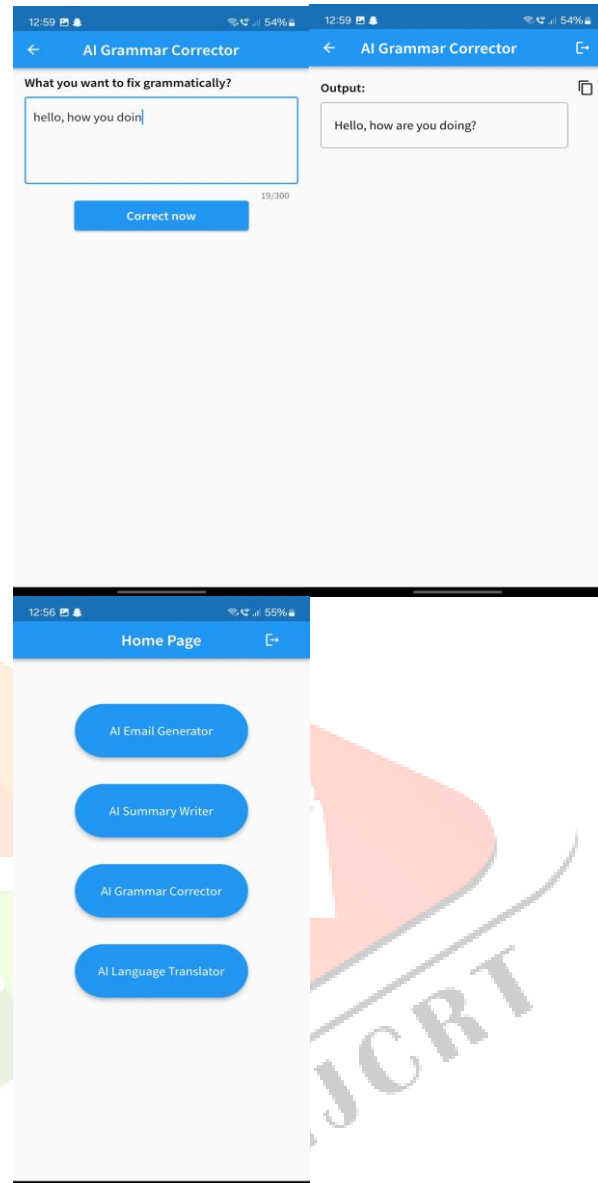 12:59 54%
AI Grammar Corrector
What you want to fix grammatically?
hello, how you doin
19/300
Correct now
12:59 54%
AI Grammar Corrector
Output:
Hello, how are you doing?
12:56 55%
Home Page
AI Email Generator
AI Summary Writer
AI Grammar Corrector
AI Language Translator
IJCRT